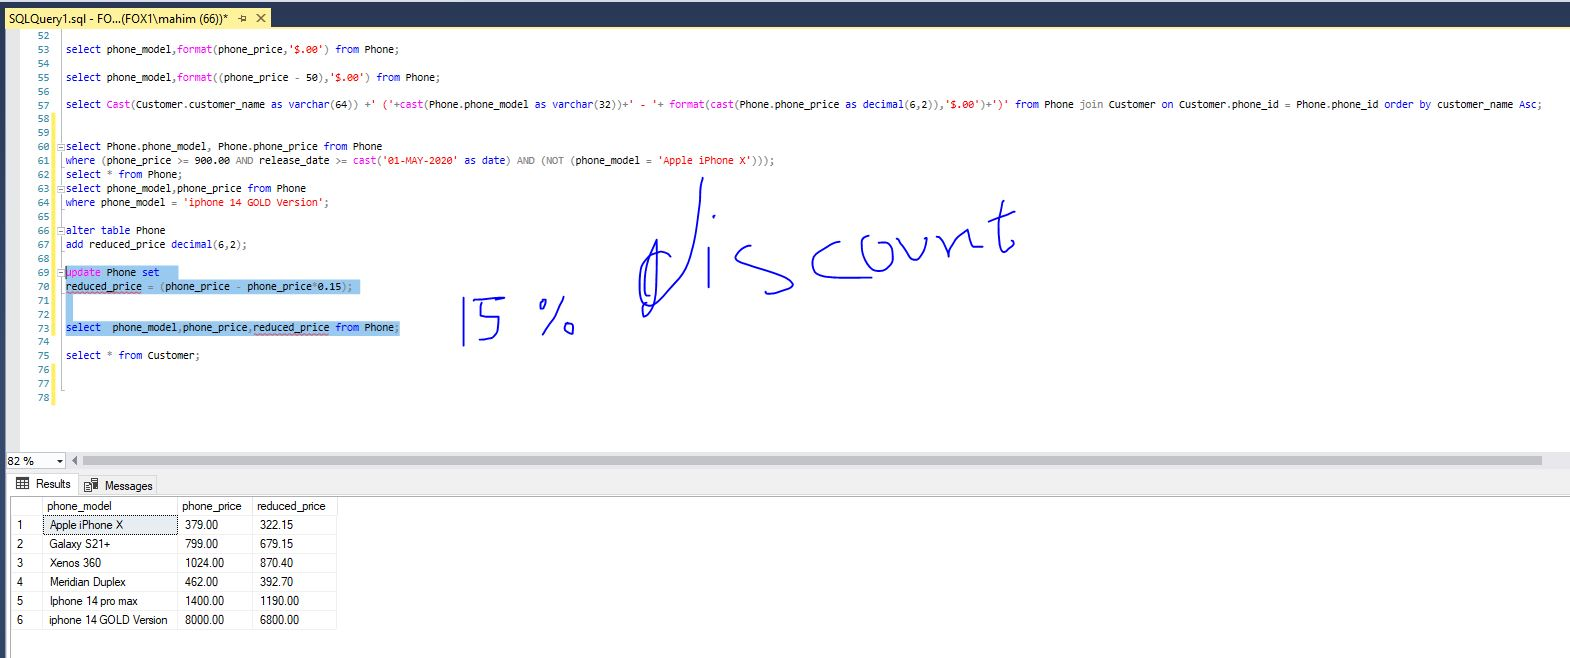 SQLQuery1.sql - FO...(FOX1\mahim (66))*
52
53 select phone_model,format(phone_price,'$.00') from Phone;
54
55 select phone_model,format((phone_price - 50),'$.00') from Phone;
56
57 select Cast(Customer.customer_name as varchar(64)) +' ('+cast(Phone.phone_model as varchar(32))+' - '+ format(cast(Phone.phone_price as decimal(6,2)),'$.00')+')' from Phone join Customer on Customer.phone_id = Phone.phone_id order by customer_name Asc;
58
59
60 select Phone.phone_model, Phone.phone_price from Phone
61 where (phone_price >= 900.00 AND release_date >= cast('01-MAY-2020' as date) AND (NOT (phone_model = 'Apple iPhone X')));
62 select * from Phone;
63 select phone_model,phone_price from Phone
64 where phone_model = 'iphone 14 GOLD Version';
65
66 alter table Phone
67 add reduced_price decimal(6,2);
68
69 update Phone set
70 reduced_price = (phone_price - phone_price*0.15);
71
72
73 select  phone_model,phone_price,reduced_price from Phone;
74
75 select * from Customer;
76
77
78
15 % discount
82 %
Results Messages
phone_model phone_price reduced_price
1 Apple iPhone X 379.00 322.15
2 Galaxy S21+ 799.00 679.15
3 Xenos 360 1024.00 870.40
4 Meridian Duplex 462.00 392.70
5 Iphone 14 pro max 1400.00 1190.00
6 iphone 14 GOLD Version 8000.00 6800.00